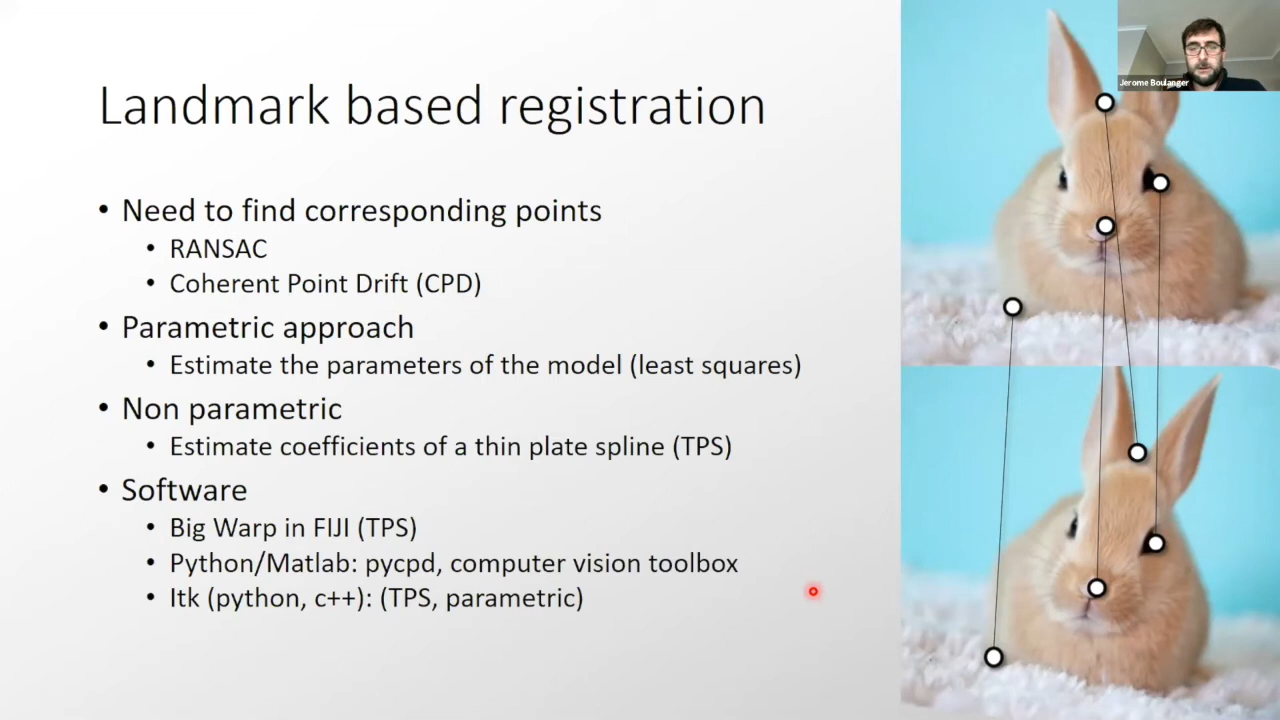 Landmark based registration
• Need to find corresponding points
• RANSAC
• Coherent Point Drift (CPD)
• Parametric approach
• Estimate the parameters of the model (least squares)
• Non parametric
• Estimate coefficients of a thin plate spline (TPS)
• Software
• Big Warp in FIJI (TPS)
• Python/Matlab: pycpd, computer vision toolbox
• Itk (python, c++): (TPS, parametric)
Jerome Boulanger